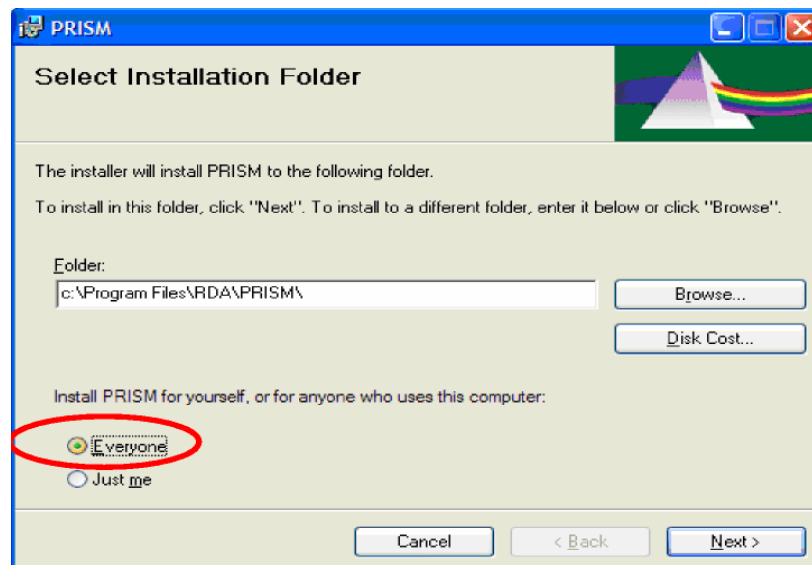 PRISM
Select Installation Folder
The installer will install PRISM to the following folder.
To install in this folder, click "Next". To install to a different folder, enter it below or click "Browse".
Folder:
c:\Program Files\RDA\PRISM\
Browse...
Disk Cost...
Install PRISM for yourself, or for anyone who uses this computer:
Everyone
Just me
Cancel
< Back
Next >